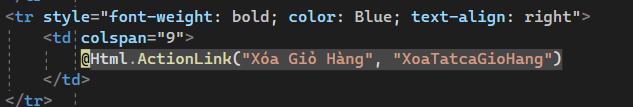 <tr style="font-weight: bold; color: Blue; text-align: right">
<td colspan="9">
@Html.ActionLink("Xóa Giỏ Hàng", "XoaTatcaGioHang")
</td>
</tr>